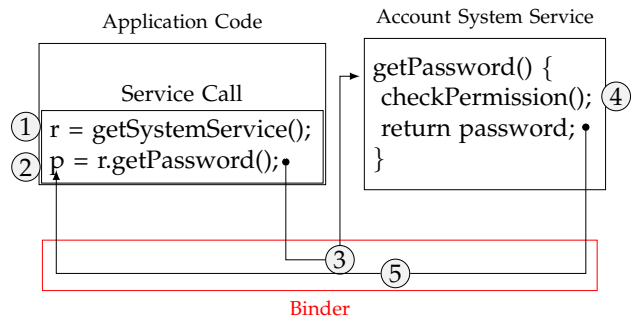 Application Code
Service Call
1 r = getSystemService();
2 p = r.getPassword();
Account System Service
getPassword() {
checkPermission(); 4
return password;
}
3
5
Binder